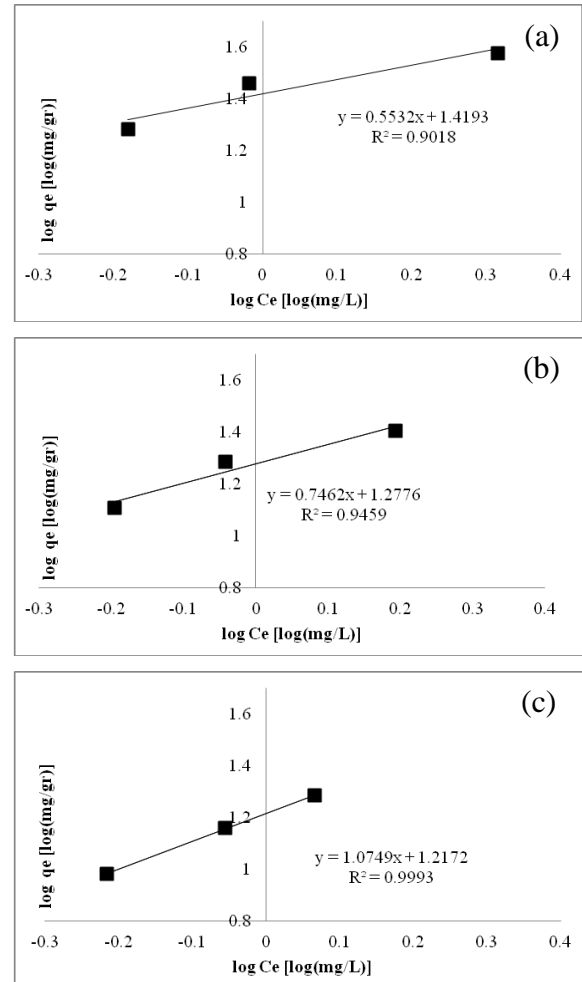 (a)
1.6
1.4
1.2
1
0.8
log qe [log(mg/gr)]
y = 0.5532x + 1.4193
R² = 0.9018
-0.3 -0.2 -0.1 0 0.1 0.2 0.3 0.4
log Ce [log(mg/L)]
(b)
1.6
1.4
1.2
1
0.8
log qe [log(mg/gr)]
y = 0.7462x + 1.2776
R² = 0.9459
-0.3 -0.2 -0.1 0 0.1 0.2 0.3 0.4
log Ce [log(mg/L)]
(c)
1.6
1.4
1.2
1
0.8
log qe [log(mg/gr)]
y = 1.0749x + 1.2172
R² = 0.9993
-0.3 -0.2 -0.1 0 0.1 0.2 0.3 0.4
log Ce [log(mg/L)]